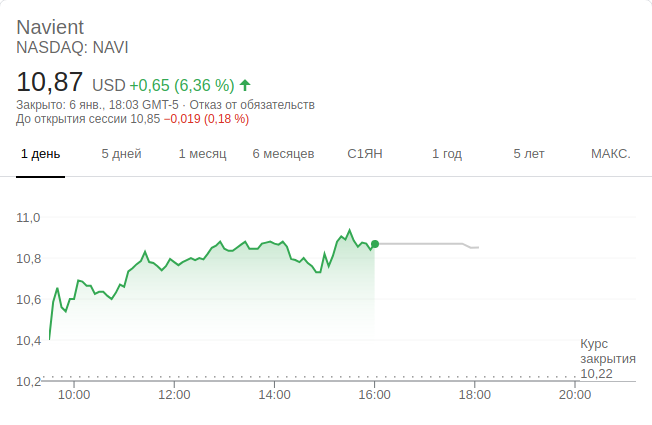 Navient
NASDAQ: NAVI
10,87 USD +0,65 (6,36 %)
Закрыто: 6 янв., 18:03 GMT-5 · Отказ от обязательств
До открытия сессии 10,85 −0,019 (0,18 %)
1 день 5 дней 1 месяц 6 месяцев С1ЯН 1 год 5 лет МАКС.
11,0
10,8
10,6
10,4
Курс
закрытия
10,22
10,2
10:00 12:00 14:00 16:00 18:00 20:00